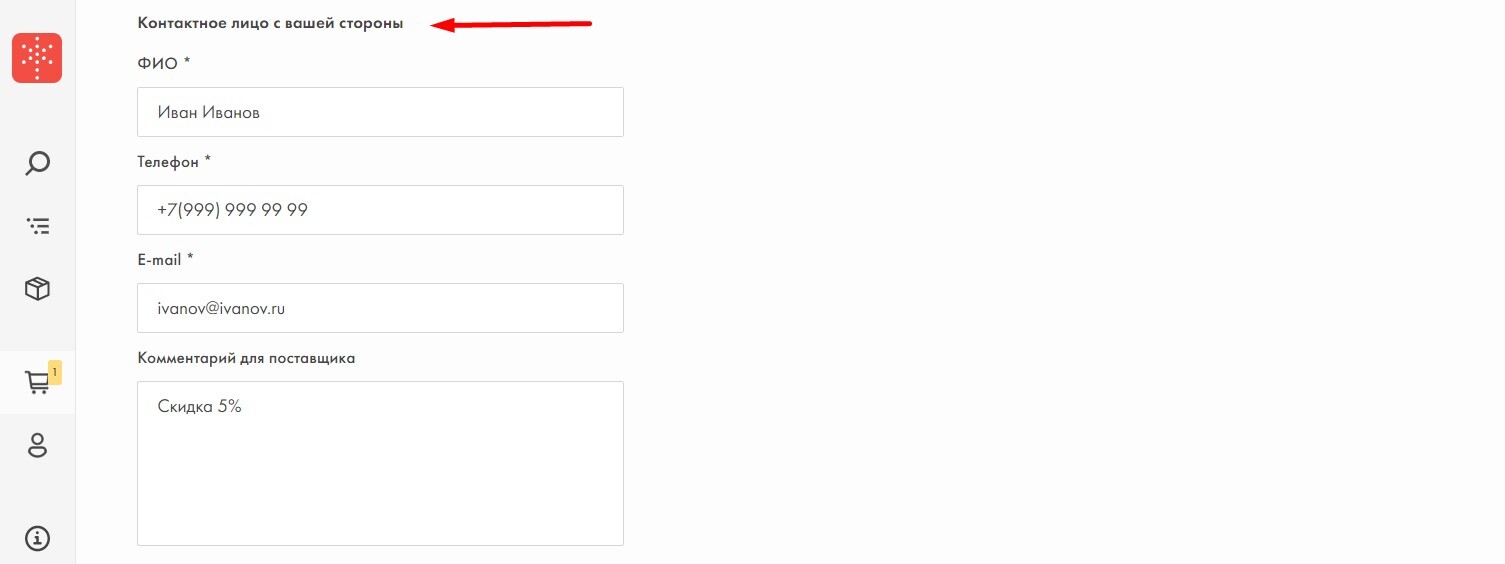 Контактное лицо с вашей стороны
ФИО *
Иван Иванов
Телефон *
+7(999) 999 99 99
E-mail *
ivanov@ivanov.ru
Комментарий для поставщика
1
Скидка 5%